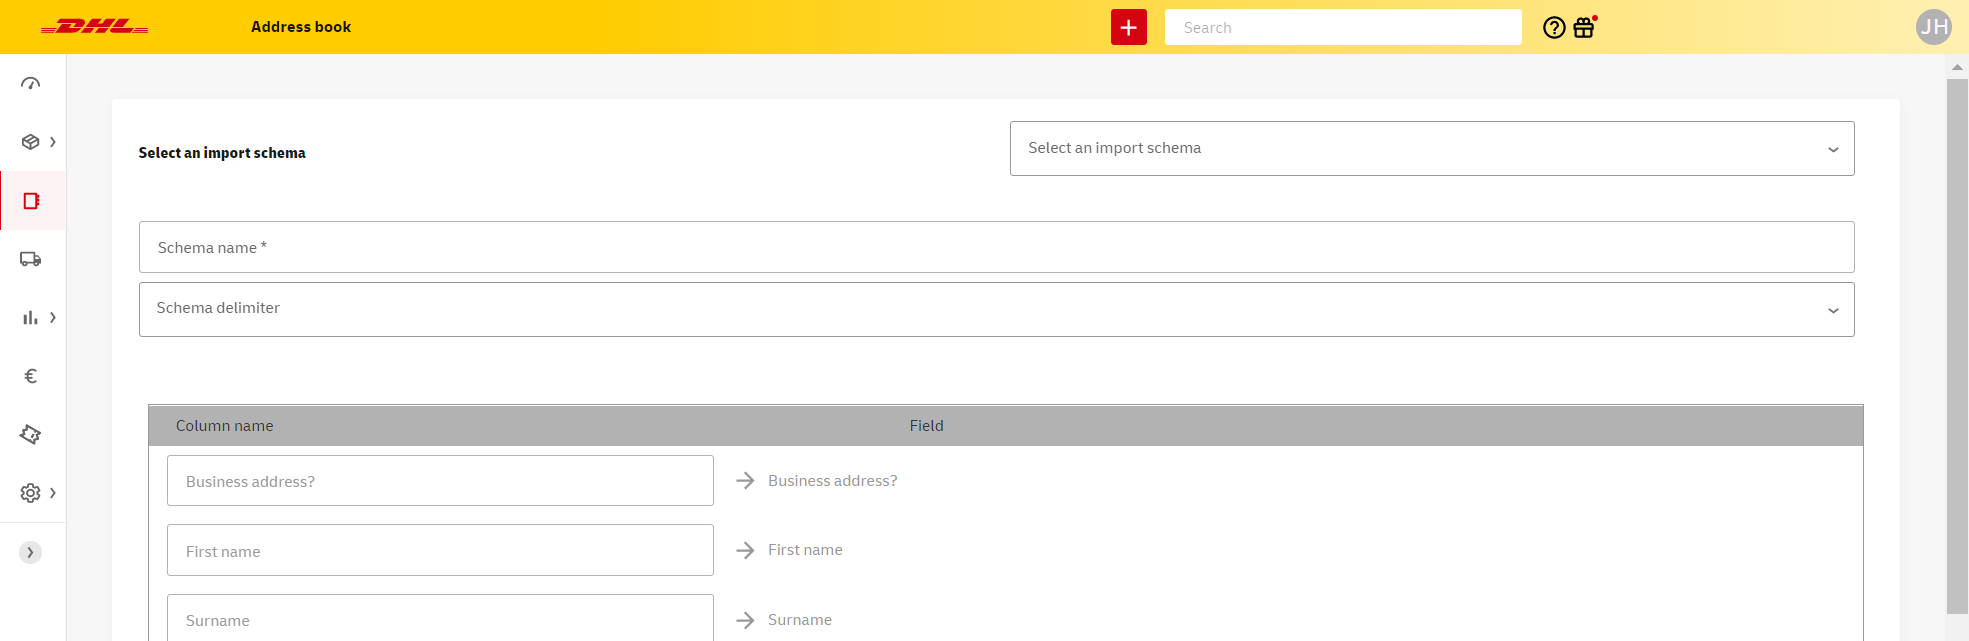 DHL
Address book
Search
JH
Select an import schema
Select an import schema
Schema name *
Schema delimiter
Column name
Field
Business address?
Business address?
First name
First name
Surname
Surname